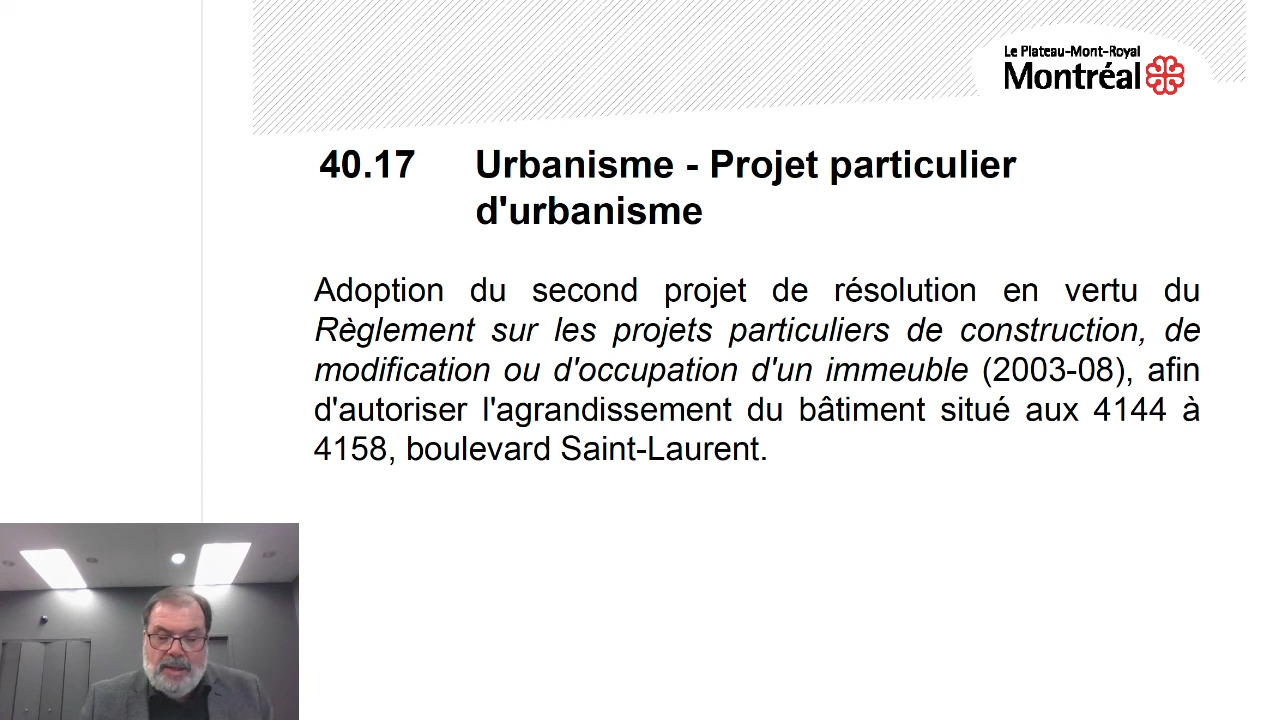 Le Plateau-Mont-Royal
Montréal
40.17 Urbanisme - Projet particulier
d'urbanisme
Adoption du second projet de résolution en vertu du
Règlement sur les projets particuliers de construction, de
modification ou d'occupation d'un immeuble (2003-08), afin
d'autoriser l'agrandissement du bâtiment situé aux 4144 à
4158, boulevard Saint-Laurent.